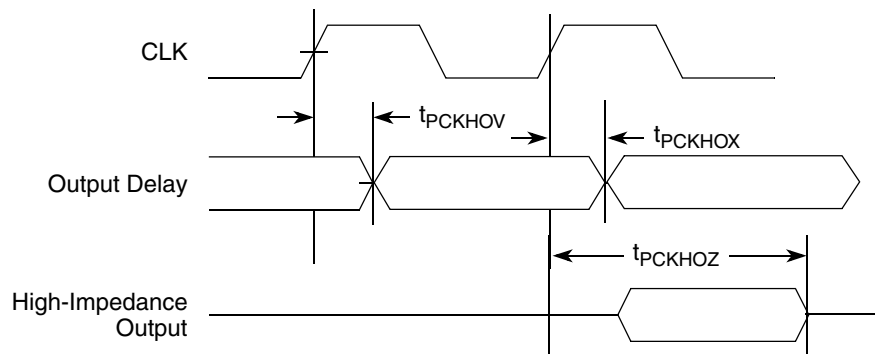 CLK
tPCKHOV
tPCKHOX
Output Delay
tPCKHOZ
High-Impedance
Output